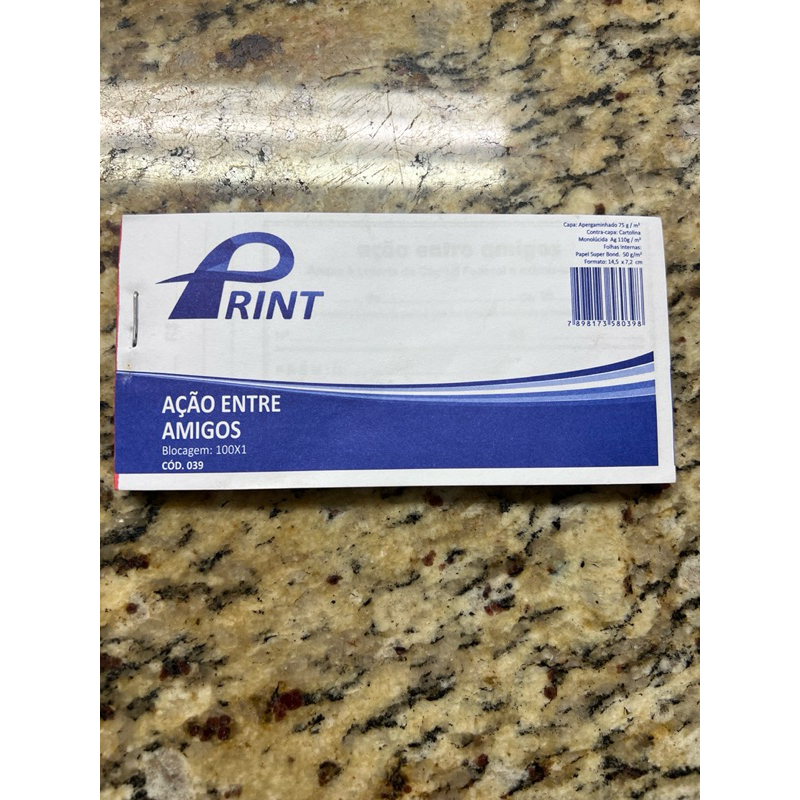 PRINT
Capa: Apergaminhado 75 g / m²
Contra-capa: Cartolina
Monolúcida Ag 110g / m²
Folhas Internas:
Papel Super Bond. 50 g/m²
Formato: 14,5 x 7,2 cm
7 898173 580398
AÇÃO ENTRE
AMIGOS
Blocagem: 100X1
CÓD. 039